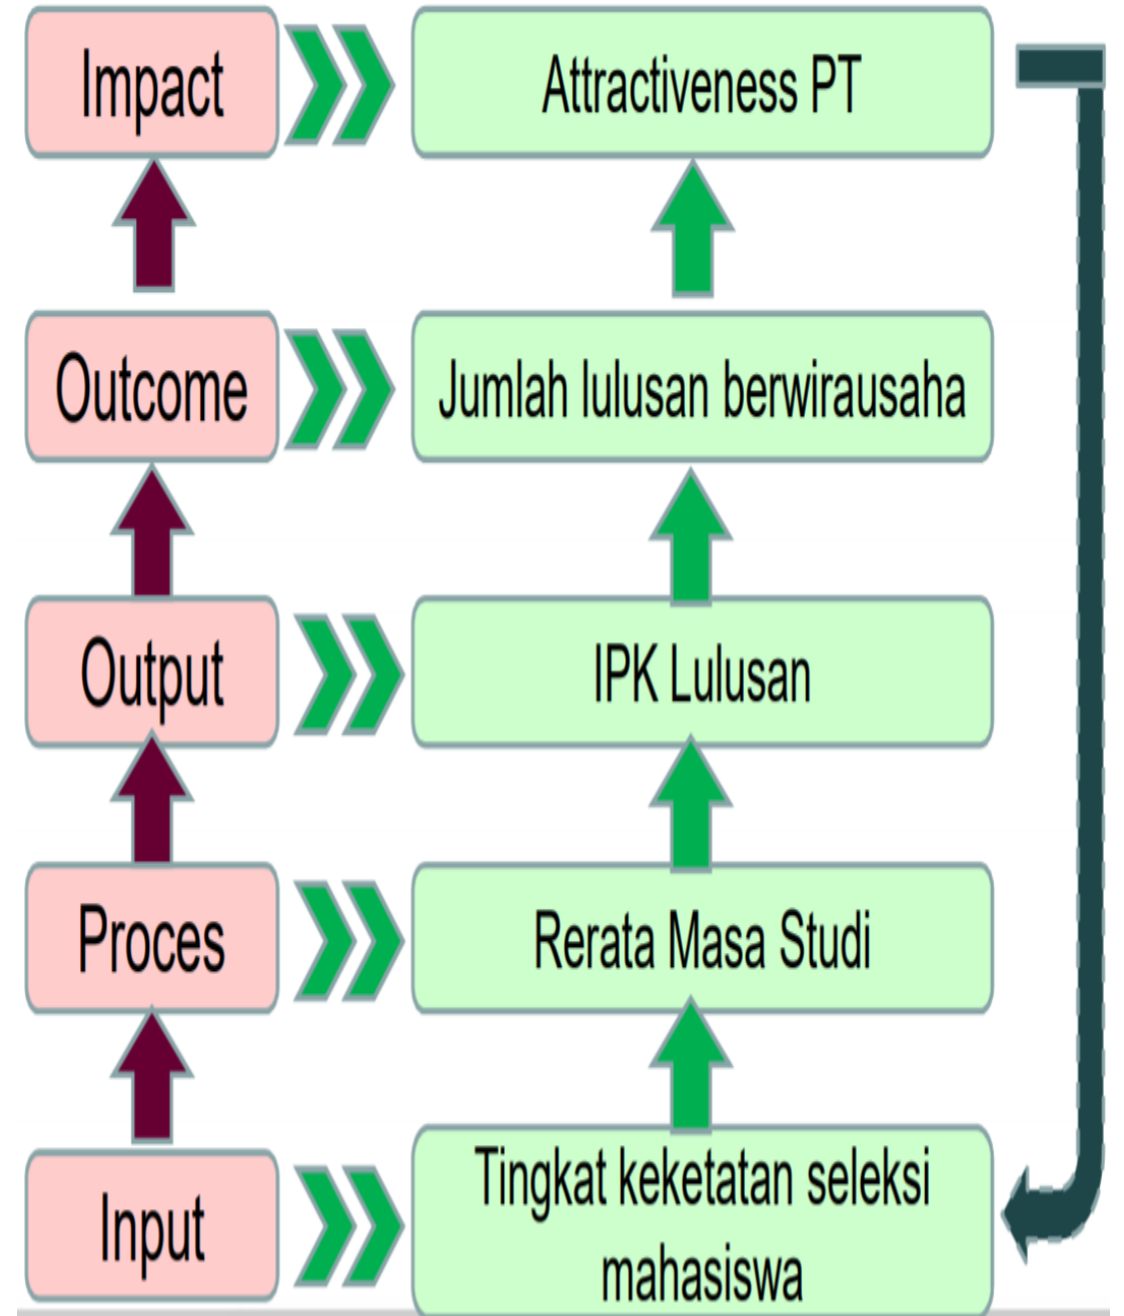 Impact
Attractiveness PT
Outcome
Jumlah lulusan berwirausaha
Output
IPK Lulusan
Proces
Rerata Masa Studi
Input
Tingkat keketatan seleksi
mahasiswa